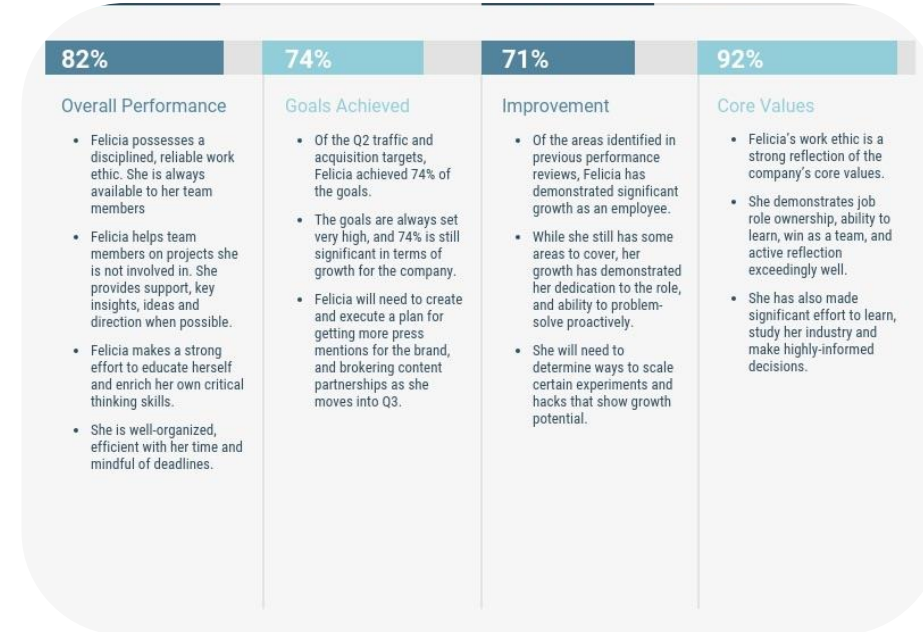 82%
Overall Performance
• Felicia possesses a
disciplined, reliable work
ethic. She is always
available to her team
members
• Felicia helps team
members on projects she
is not involved in. She
provides support, key
insights, ideas and
direction when possible.
• Felicia makes a strong
effort to educate herself
and enrich her own critical
thinking skills.
• She is well-organized,
efficient with her time and
mindful of deadlines.
74%
Goals Achieved
• Of the Q2 traffic and
acquisition targets,
Felicia achieved 74% of
the goals.
• The goals are always set
very high, and 74% is still
significant in terms of
growth for the company.
• Felicia will need to create
and execute a plan for
getting more press
mentions for the brand,
and brokering content
partnerships as she
moves into Q3.
71%
Improvement
• Of the areas identified in
previous performance
reviews, Felicia has
demonstrated significant
growth as an employee.
• While she still has some
areas to cover, her
growth has demonstrated
her dedication to the role,
and ability to problem-
solve proactively.
• She will need to
determine ways to scale
certain experiments and
hacks that show growth
potential.
92%
Core Values
• Felicia's work ethic is a
strong reflection of the
company's core values.
• She demonstrates job
role ownership, ability to
learn, win as a team, and
active reflection
exceedingly well.
• She has also made
significant effort to learn,
study her industry and
make highly-informed
decisions.